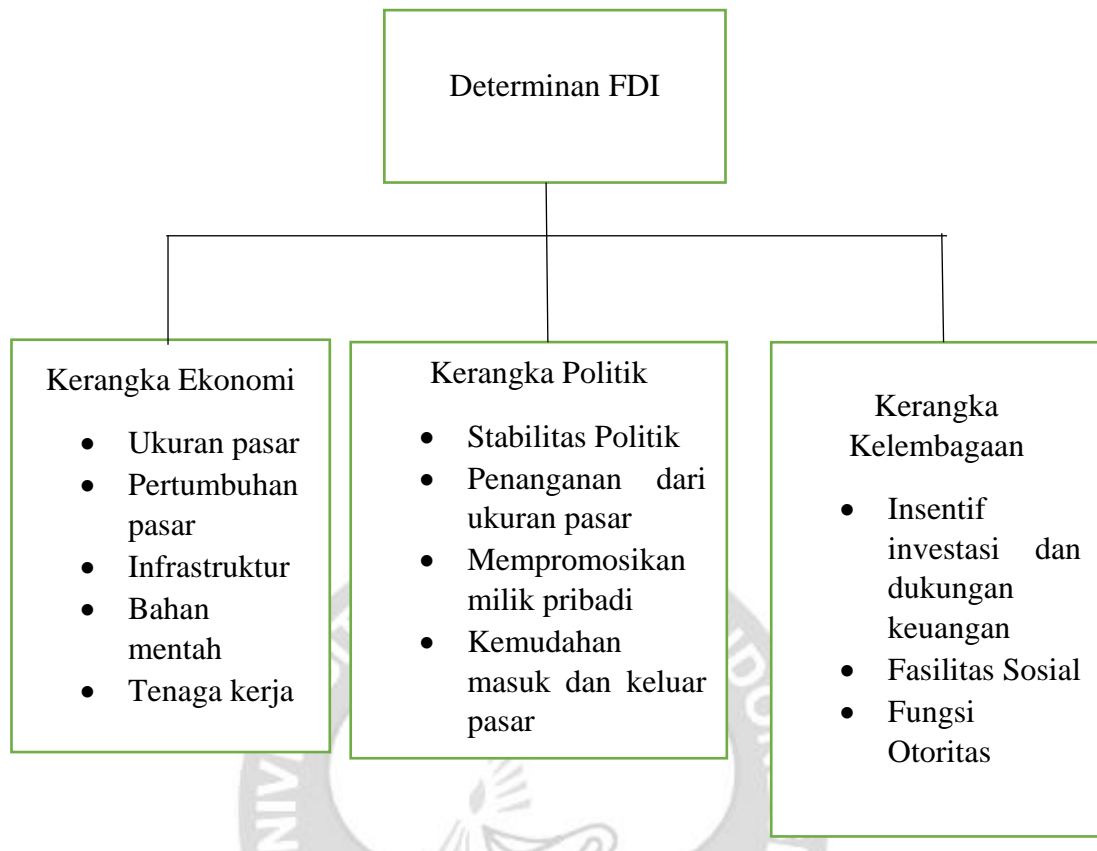 Determinan FDI
Kerangka Ekonomi
• Ukuran pasar
• Pertumbuhan
pasar
• Infrastruktur
• Bahan
mentah
• Tenaga kerja
Kerangka Politik
• Stabilitas Politik
• Penanganan dari
ukuran pasar
• Mempromosikan
milik pribadi
• Kemudahan
masuk dan keluar
pasar
Kerangka
Kelembagaan
• Insentif
investasi dan
dukungan
keuangan
• Fasilitas Sosial
• Fungsi
Otoritas